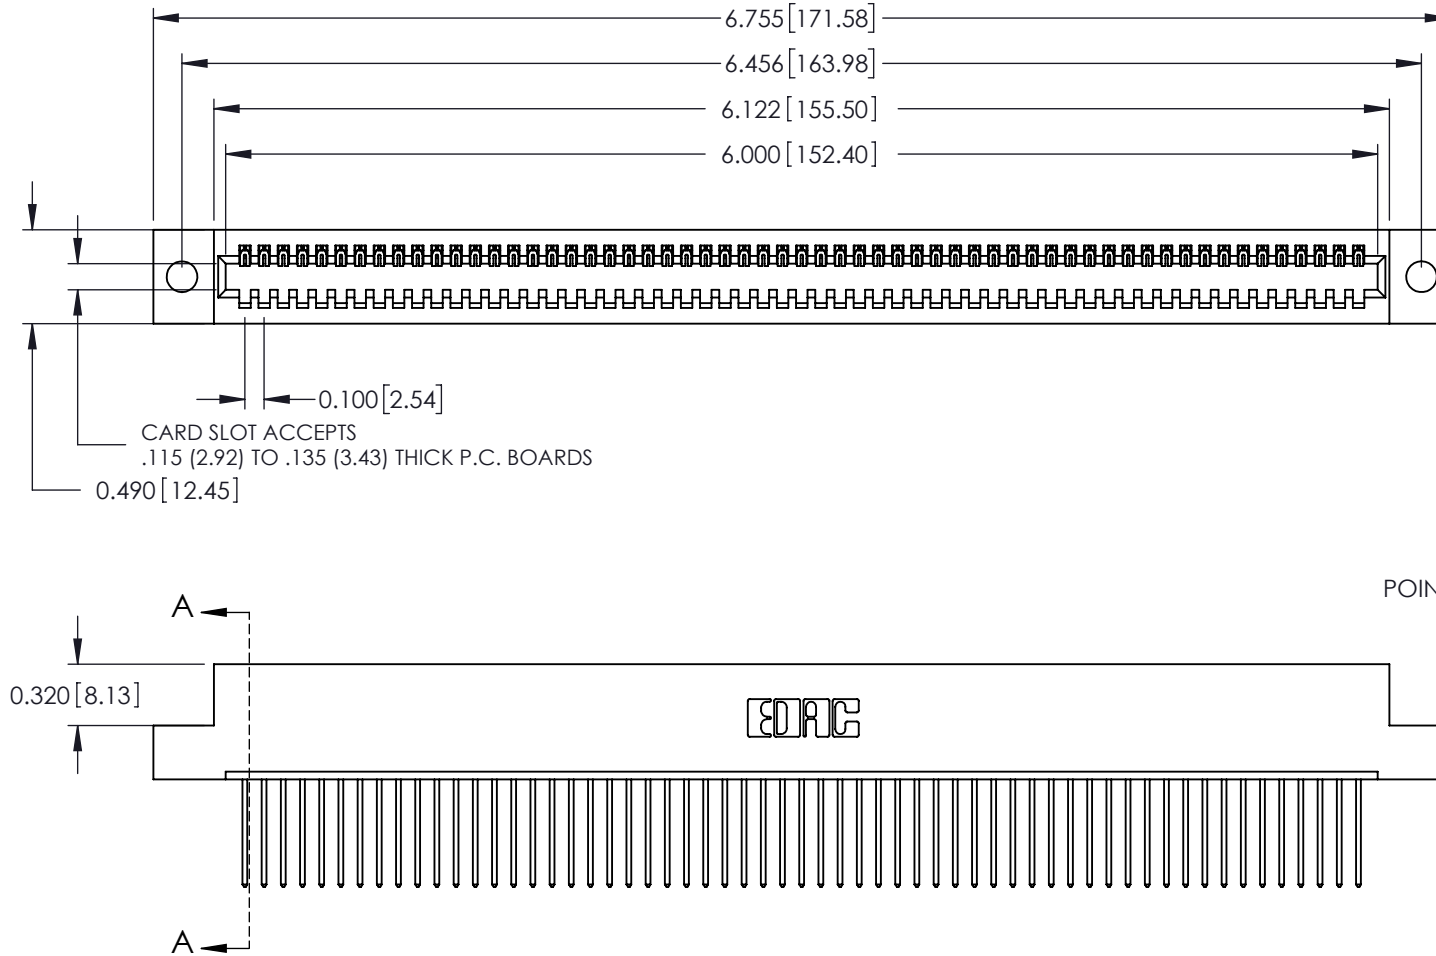 6.755[171.58]
6.456[163.98]
6.122[155.50]
6.000[152.40]
0.100[2.54]
CARD SLOT ACCEPTS
.115 (2.92) TO .135 (3.43) THICK P.C. BOARDS
0.490[12.45]
POIN
A
0.320[8.13]
EDAC
A